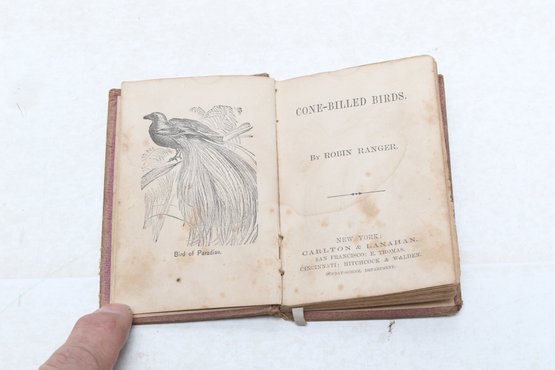 Bird of Paradise.
CONE-BILLED BIRDS.
BY ROBIN RANGER.
NEW YORK:
CARLTON & LANAHAN.
SAN FRANCISCO: E. THOMAS.
CINCINNATI: HITCHCOCK & WALDEN.
SUNDAY-SCHOOL DEPARTMENT.